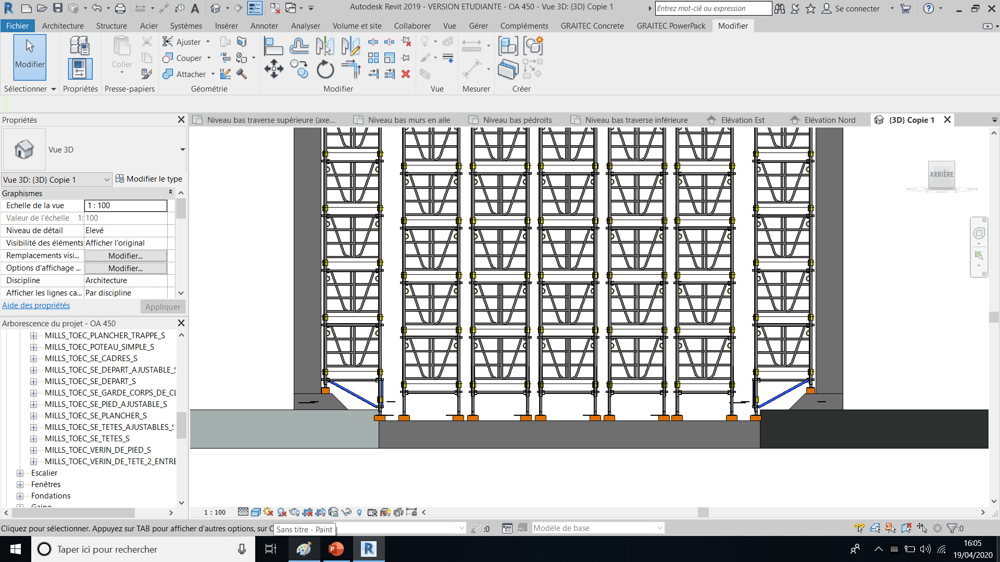 Autodesk Revit 2019 - VERSION ETUDIANTE - OA 450 - Vue 3D: {3D} Copie 1
Entrez mot-clé ou expression
Se connecter
Fichier Architecture Structure Acier Systèmes Insérer Annoter Analyser Volume et site Collaborer Vue Gérer Compléments GRAITEC Concrete GRAITEC PowerPack Modifier
Modifier
Coller
Ajuster
Couper
Attacher
Sélectionner Propriétés Presse-papiers Géométrie Modifier Vue Mesurer Créer
Propriétés
Niveau bas traverse supérieure (axe...
Niveau bas murs en aile
Niveau bas pédroits
Niveau bas traverse inférieure
Elévation Est
Elévation Nord
{3D} Copie 1
Vue 3D
Vue 3D: {3D} Copie 1
Modifier le type
Graphismes
Echelle de la vue 1 : 100
Valeur de l'échelle 1: 100
Niveau de détail Elevé
Visibilité des éléments Afficher l'original
Remplacements visi... Modifier...
Options d'affichage ... Modifier...
Discipline Architecture
Afficher les lignes ca... Par discipline
Aide des propriétés
Appliquer
ARRIÈRE
Arborescence du projet - OA 450
MILLS_TOEC_PLANCHER_TRAPPE_S
MILLS_TOEC_POTEAU_SIMPLE_S
MILLS_TOEC_SE_CADRES_S
MILLS_TOEC_SE_DEPART_AJUSTABLE_
MILLS_TOEC_SE_DEPART_S
MILLS_TOEC_SE_GARDE_CORPS_DE_CL
MILLS_TOEC_SE_PIED_AJUSTABLE_S
MILLS_TOEC_SE_PLANCHER_S
MILLS_TOEC_SE_TETES_AJUSTABLES_
MILLS_TOEC_SE_TETES_S
MILLS_TOEC_VERIN_DE_PIED_S
MILLS_TOEC_VERIN_DE_TETE_2_ENTRE
Escalier
Fenêtres
Fondations
Gaine
1 : 100
Cliquez pour sélectionner. Appuyez sur TAB pour afficher d'autres options, sur C
Sans titre - Paint
:0
Modèle de base
:0
Taper ici pour rechercher
SSD
16:05
19/04/2020